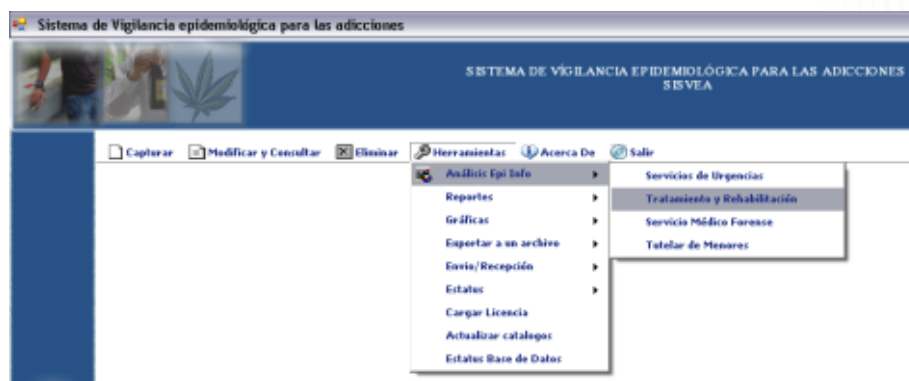 Sistema de Vigilancia epidemiológica para las adicciones
SISTEMA DE VÍGILANCIA EPIDEMIOLÓGICA PARA LAS ADICCIONES
SISVEA
Capturar Modificar y Consultar Eliminar Herramientas Acerca De Salir
Análisis Epi Info
Reportes
Gráficas
Exportar a un archivo
Envio/Recepción
Estatus
Cargar Licencia
Actualizar catalogos
Estatus Base de Datos
Servicios de Urgencias
Tratamiento y Rehabilitación
Servicio Médico Forense
Tutelar de Menores